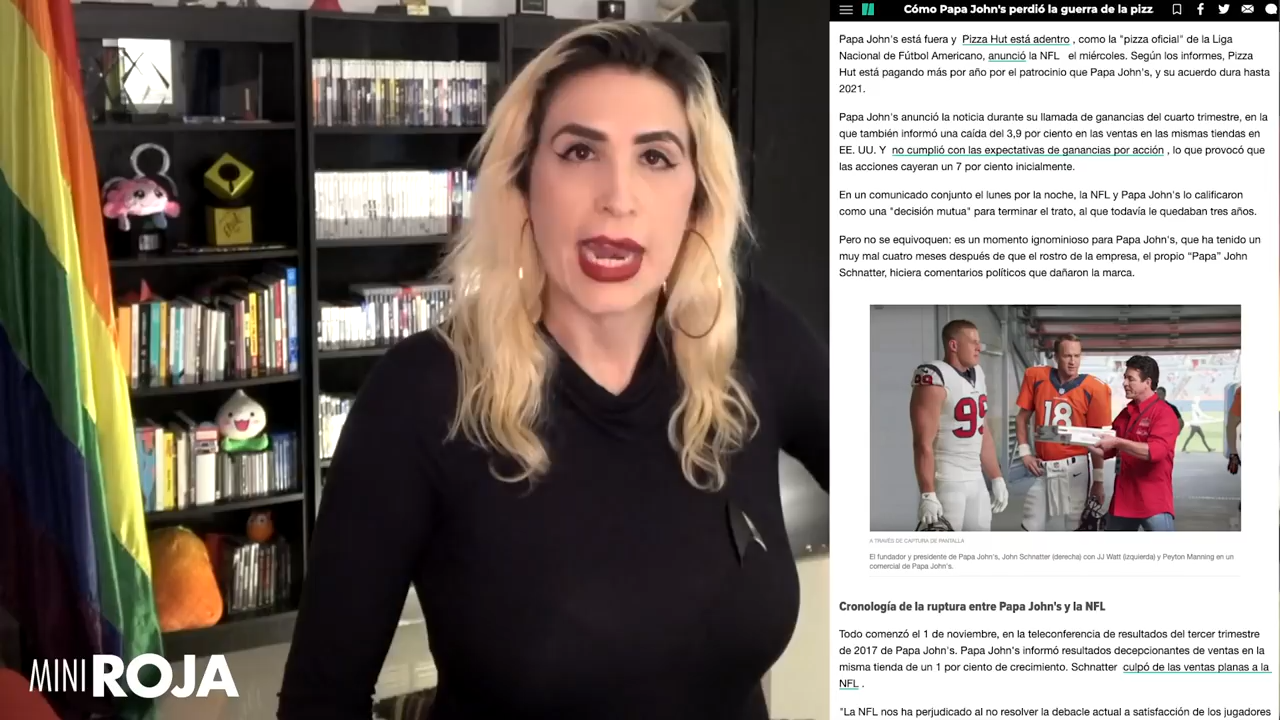 Cómo Papa John's perdió la guerra de la pizz
Papa John's está fuera y Pizza Hut está adentro , como la "pizza oficial" de la Liga
Nacional de Fútbol Americano, anunció la NFL el miércoles. Según los informes, Pizza
Hut está pagando más por año por el patrocinio que Papa John's, y su acuerdo dura hasta
2021.
Papa John's anunció la noticia durante su llamada de ganancias del cuarto trimestre, en la
que también informó una caída del 3,9 por ciento en las ventas en las mismas tiendas en
EE. UU. Y no cumplió con las expectativas de ganancias por acción , lo que provocó que
las acciones cayeran un 7 por ciento inicialmente.
En un comunicado conjunto el lunes por la noche, la NFL y Papa John's lo calificaron
como una "decisión mutua" para terminar el trato, al que todavía le quedaban tres años.
Pero no se equivoquen: es un momento ignominioso para Papa John's, que ha tenido un
muy mal cuatro meses después de que el rostro de la empresa, el propio “Papa” John
Schnatter, hiciera comentarios políticos que dañaron la marca.
99
99
18
A TRAVÉS DE CAPTURA DE PANTALLA
El fundador y presidente de Papa John's, John Schnatter (derecha) con JJ Watt (izquierda) y Peyton Manning en un
comercial de Papa John's.
Cronología de la ruptura entre Papa John's y la NFL
Todo comenzó el 1 de noviembre, en la teleconferencia de resultados del tercer trimestre
de 2017 de Papa John's. Papa John's informó resultados decepcionantes de ventas en la
misma tienda de un 1 por ciento de crecimiento. Schnatter culpó de las ventas planas a la
NFL .
"La NFL nos ha perjudicado al no resolver la debacle actual a satisfacción de los jugadores
MINI ROJA